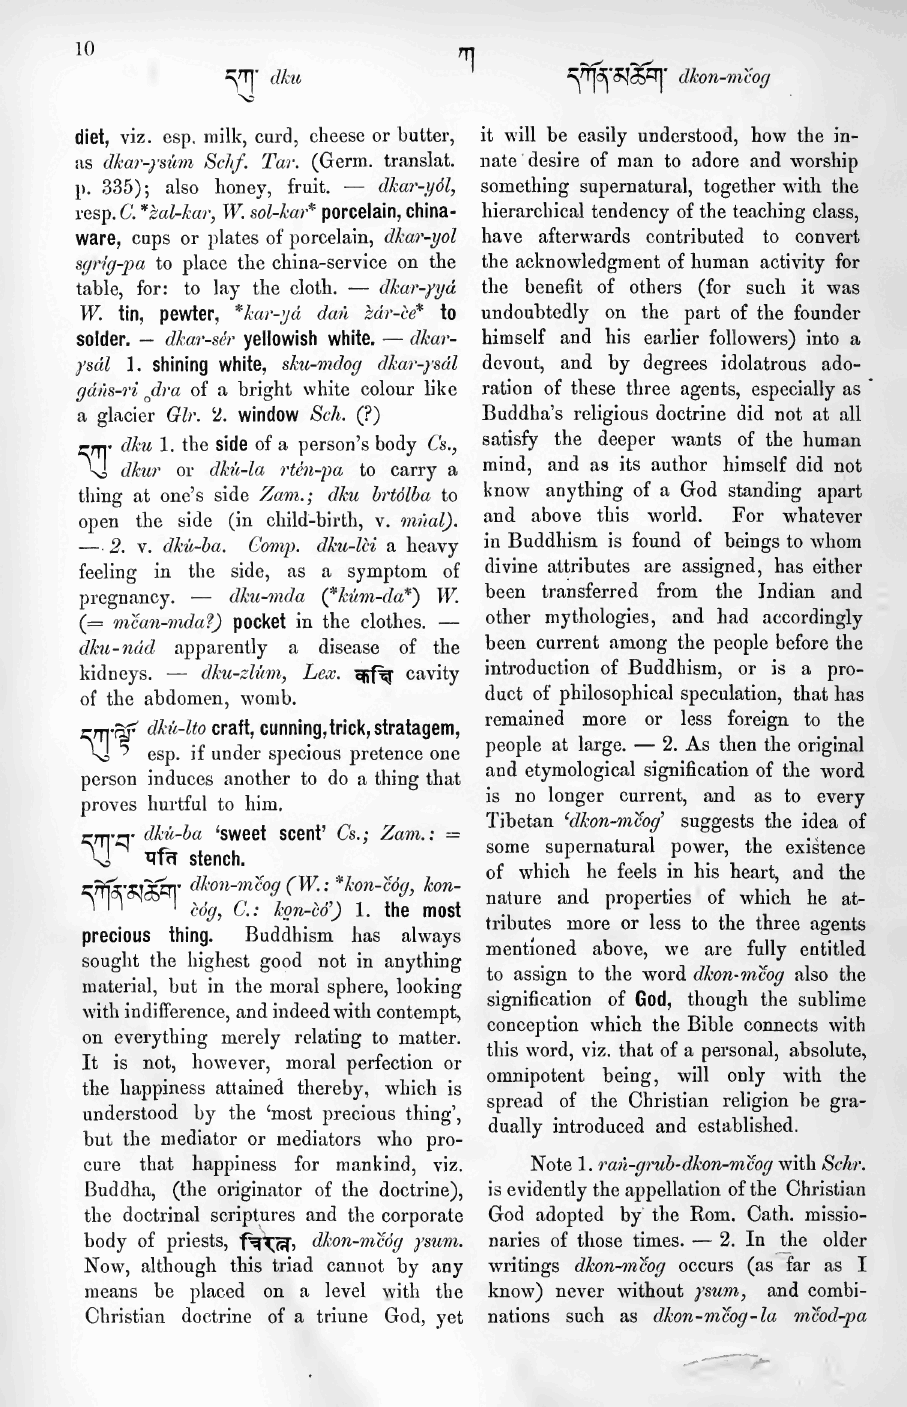 10
ཀ
དཀུ་ dku
དཀོན་མཆོག་ dkon-mčog
diet, viz. esp. milk, curd, cheese or butter,
as dkar-γsúm Schf. Tar. (Germ. translat.
p. 335); also honey, fruit. — dkar-yól,
resp. C. *žal-kar, W. sol-kar* porcelain, china-
ware, cups or plates of porcelain, dkar-yol
sgríg-pa to place the china-service on the
table, for: to lay the cloth. — dkar-γyá
W. tin, pewter, *kar-yá daṅ žár-če* to
solder. — dkar-sér yellowish white. — dkar-
γsál 1. shining white, sku-mdog dkar-γsál
gáṅs-ri ₒdra of a bright white colour like
a glacier Glr. 2. window Sch. (?)
དཀུ་ dku 1. the side of a person's body Cs.,
dkur or dkú-la rtén-pa to carry a
thing at one's side Zam.; dku brtólba to
open the side (in child-birth, v. mṅal).
— 2. v. dkú-ba. Comp. dku-lči a heavy
feeling in the side, as a symptom of
pregnancy. — dku-mda (*kúm-da*) W.
(= mčan-mda?) pocket in the clothes. —
dku-nád apparently a disease of the
kidneys. — dku-zlúm, Lex. कुक्षि cavity
of the abdomen, womb.
དཀུ་ལྟོ་ dkú-lto craft, cunning, trick, stratagem,
esp. if under specious pretence one
person induces another to do a thing that
proves hurtful to him.
དཀུ་བ་ dkú-ba ‘sweet scent’ Cs.; Zam.: =
पूति stench.
དཀོན་མཆོག་ dkon-mčog (W.: *kon-čóg, kon-
čóg, C.: kọn-čó’) 1. the most
precious thing. Buddhism has always
sought the highest good not in anything
material, but in the moral sphere, looking
with indifference, and indeed with contempt,
on everything merely relating to matter.
It is not, however, moral perfection or
the happiness attained thereby, which is
understood by the ‘most precious thing’,
but the mediator or mediators who pro-
cure that happiness for mankind, viz.
Buddha, (the originator of the doctrine),
the doctrinal scriptures and the corporate
body of priests, त्रिरत्न, dkon-mčóg γsum.
Now, although this triad cannot by any
means be placed on a level with the
Christian doctrine of a triune God, yet
it will be easily understood, how the in-
nate desire of man to adore and worship
something supernatural, together with the
hierarchical tendency of the teaching class,
have afterwards contributed to convert
the acknowledgment of human activity for
the benefit of others (for such it was
undoubtedly on the part of the founder
himself and his earlier followers) into a
devout, and by degrees idolatrous ado-
ration of these three agents, especially as
Buddha's religious doctrine did not at all
satisfy the deeper wants of the human
mind, and as its author himself did not
know anything of a God standing apart
and above this world. For whatever
in Buddhism is found of beings to whom
divine attributes are assigned, has either
been transferred from the Indian and
other mythologies, and had accordingly
been current among the people before the
introduction of Buddhism, or is a pro-
duct of philosophical speculation, that has
remained more or less foreign to the
people at large. — 2. As then the original
and etymological signification of the word
is no longer current, and as to every
Tibetan ‘dkon-mčog’ suggests the idea of
some supernatural power, the existence
of which he feels in his heart, and the
nature and properties of which he at-
tributes more or less to the three agents
mentioned above, we are fully entitled
to assign to the word dkon-mčog also the
signification of God, though the sublime
conception which the Bible connects with
this word, viz. that of a personal, absolute,
omnipotent being, will only with the
spread of the Christian religion be gra-
dually introduced and established.
Note 1. raṅ-grub-dkon-mčog with Schr.
is evidently the appellation of the Christian
God adopted by the Rom. Cath. missio-
naries of those times. — 2. In the older
writings dkon-mčog occurs (as far as I
know) never without γsum, and combi-
nations such as dkon-mčog-la mčod-pa